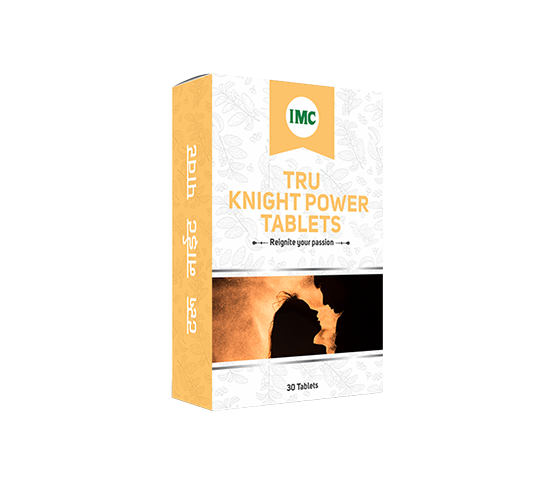 IMC
TRU
KNIGHT POWER
TABLETS
Reignite your passion
30 Tablets
ट्रू नाईट पावर